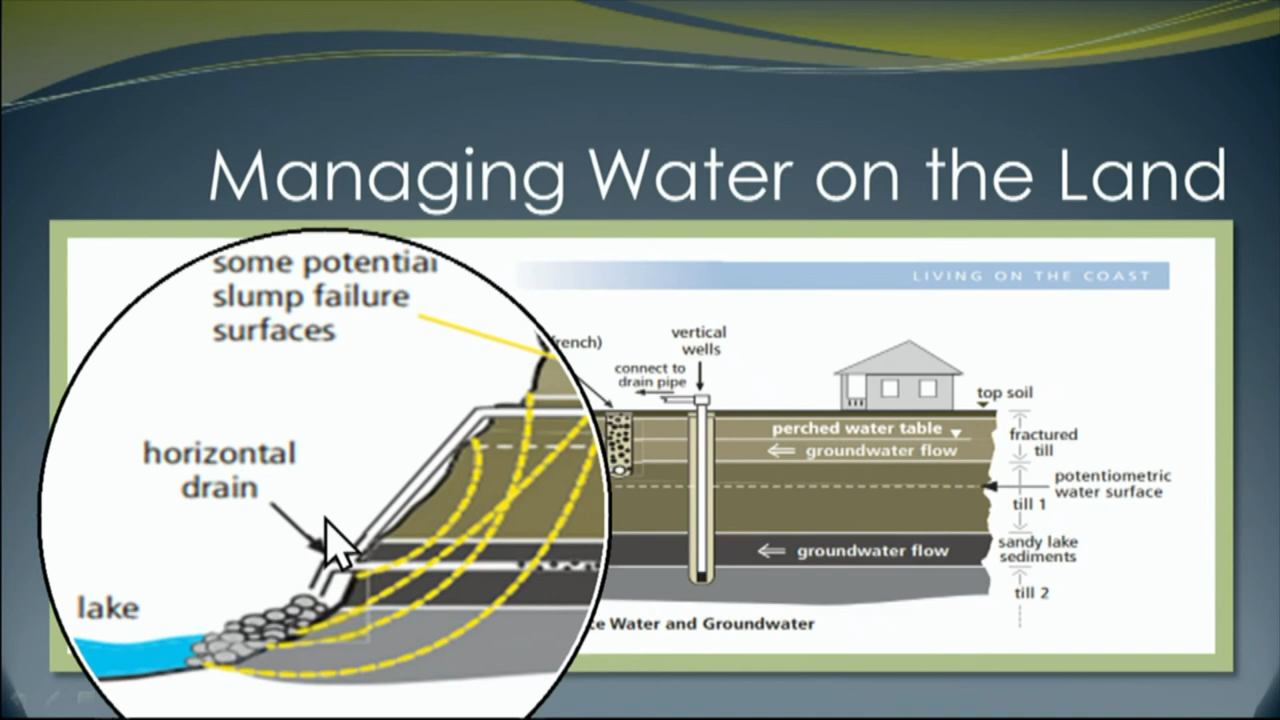 Managing Water on the Land
LIVING ON THE COAST
some potential
slump failure
surfaces
horizontal
drain
lake
vertical
wells
connect to
drain pipe
top soil
perched water table
groundwater flow
fractured
till
potentiometric
water surface
till 1
groundwater flow
sandy lake
sediments
till 2
Water and Groundwater